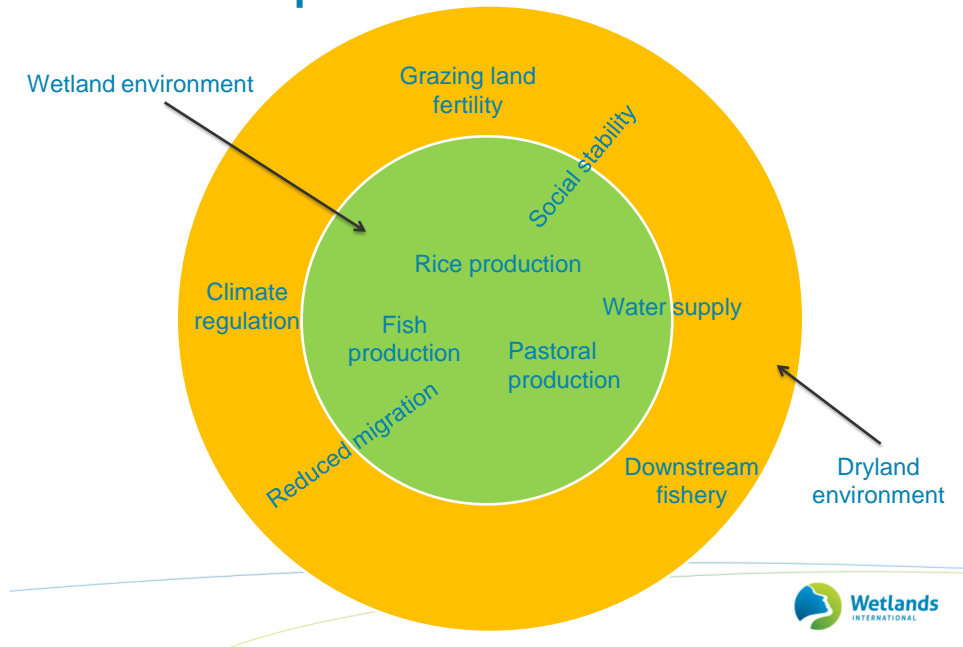 Wetland environment
Grazing land
fertility
Social stability
Rice production
Climate
regulation
Water supply
Fish
production
Pastoral
production
Reduced migration
Downstream
fishery
Dryland
environment
Wetlands
INTERNATIONAL